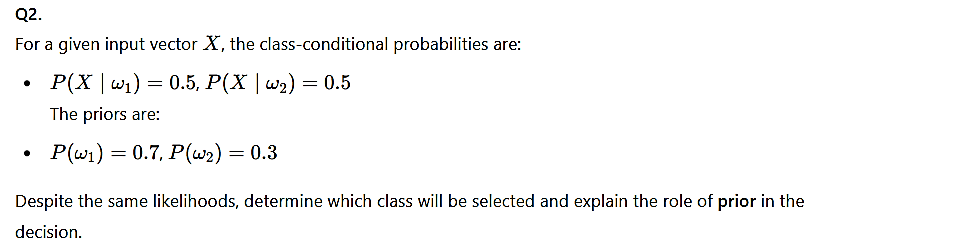 Q2.
For a given input vector X, the class-conditional probabilities are:
• P(X | ω₁) = 0.5, P(X | ω₂) = 0.5
The priors are:
• P(ω₁) = 0.7, P(ω₂) = 0.3
Despite the same likelihoods, determine which class will be selected and explain the role of prior in the
decision.